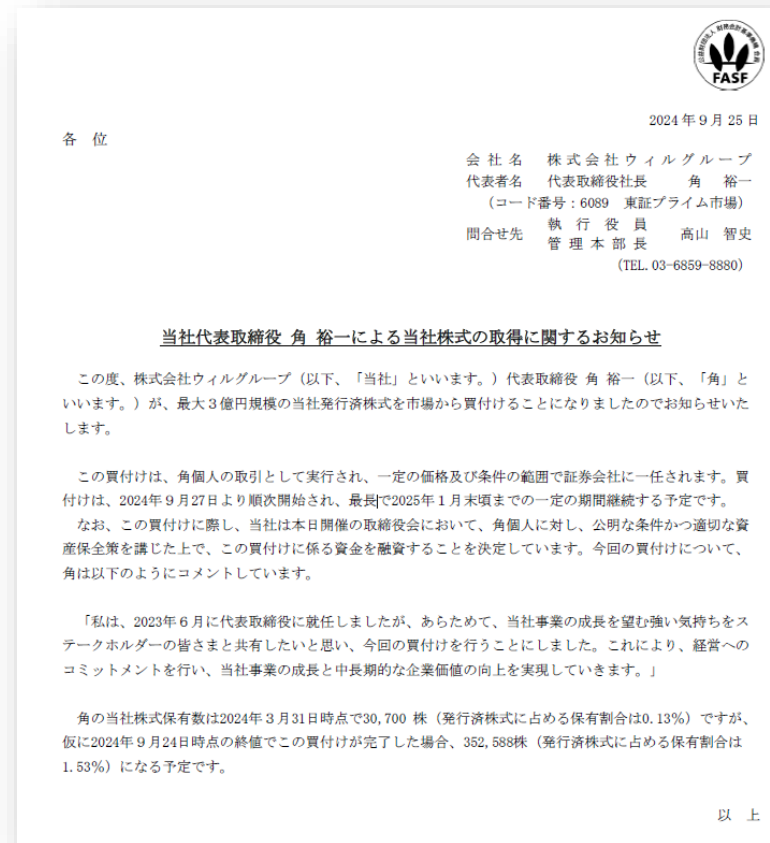 公益財団法人 財務会計基準機構 会員
FASF
2024年9月25日
各 位
会 社 名 株式会社ウィルグループ
代表者名 代表取締役社長 角 裕一
(コード番号:6089 東証プライム市場)
問合せ先 執行役員 管理本部長 高山 智史
(TEL. 03-6859-8880)
当社代表取締役 角 裕一による当社株式の取得に関するお知らせ
この度、株式会社ウィルグループ(以下、「当社」といいます。)代表取締役 角 裕一(以下、「角」と
いいます。)が、最大3億円規模の当社発行済株式を市場から買付けることになりましたのでお知らせいた
します。
この買付けは、角個人の取引として実行され、一定の価格及び条件の範囲で証券会社に一任されます。買
付けは、2024年9月27日より順次開始され、最長で2025年1月末頃までの一定の期間継続する予定です。
なお、この買付けに際し、当社は本日開催の取締役会において、角個人に対し、公明な条件かつ適切な資
産保全策を講じた上で、この買付けに係る資金を融資することを決定しています。今回の買付けについて、
角は以下のようにコメントしています。
「私は、2023年6月に代表取締役に就任しましたが、あらためて、当社事業の成長を望む強い気持ちをス
テークホルダーの皆さまと共有したいと思い、今回の買付けを行うことにしました。これにより、経営への
コミットメントを行い、当社事業の成長と中長期的な企業価値の向上を実現していきます。」
角の当社株式保有数は2024年3月31日時点で30,700 株(発行済株式に占める保有割合は0.13%)ですが、
仮に2024年9月24日時点の終値でこの買付けが完了した場合、352,588株(発行済株式に占める保有割合は
1.53%)になる予定です。
以 上